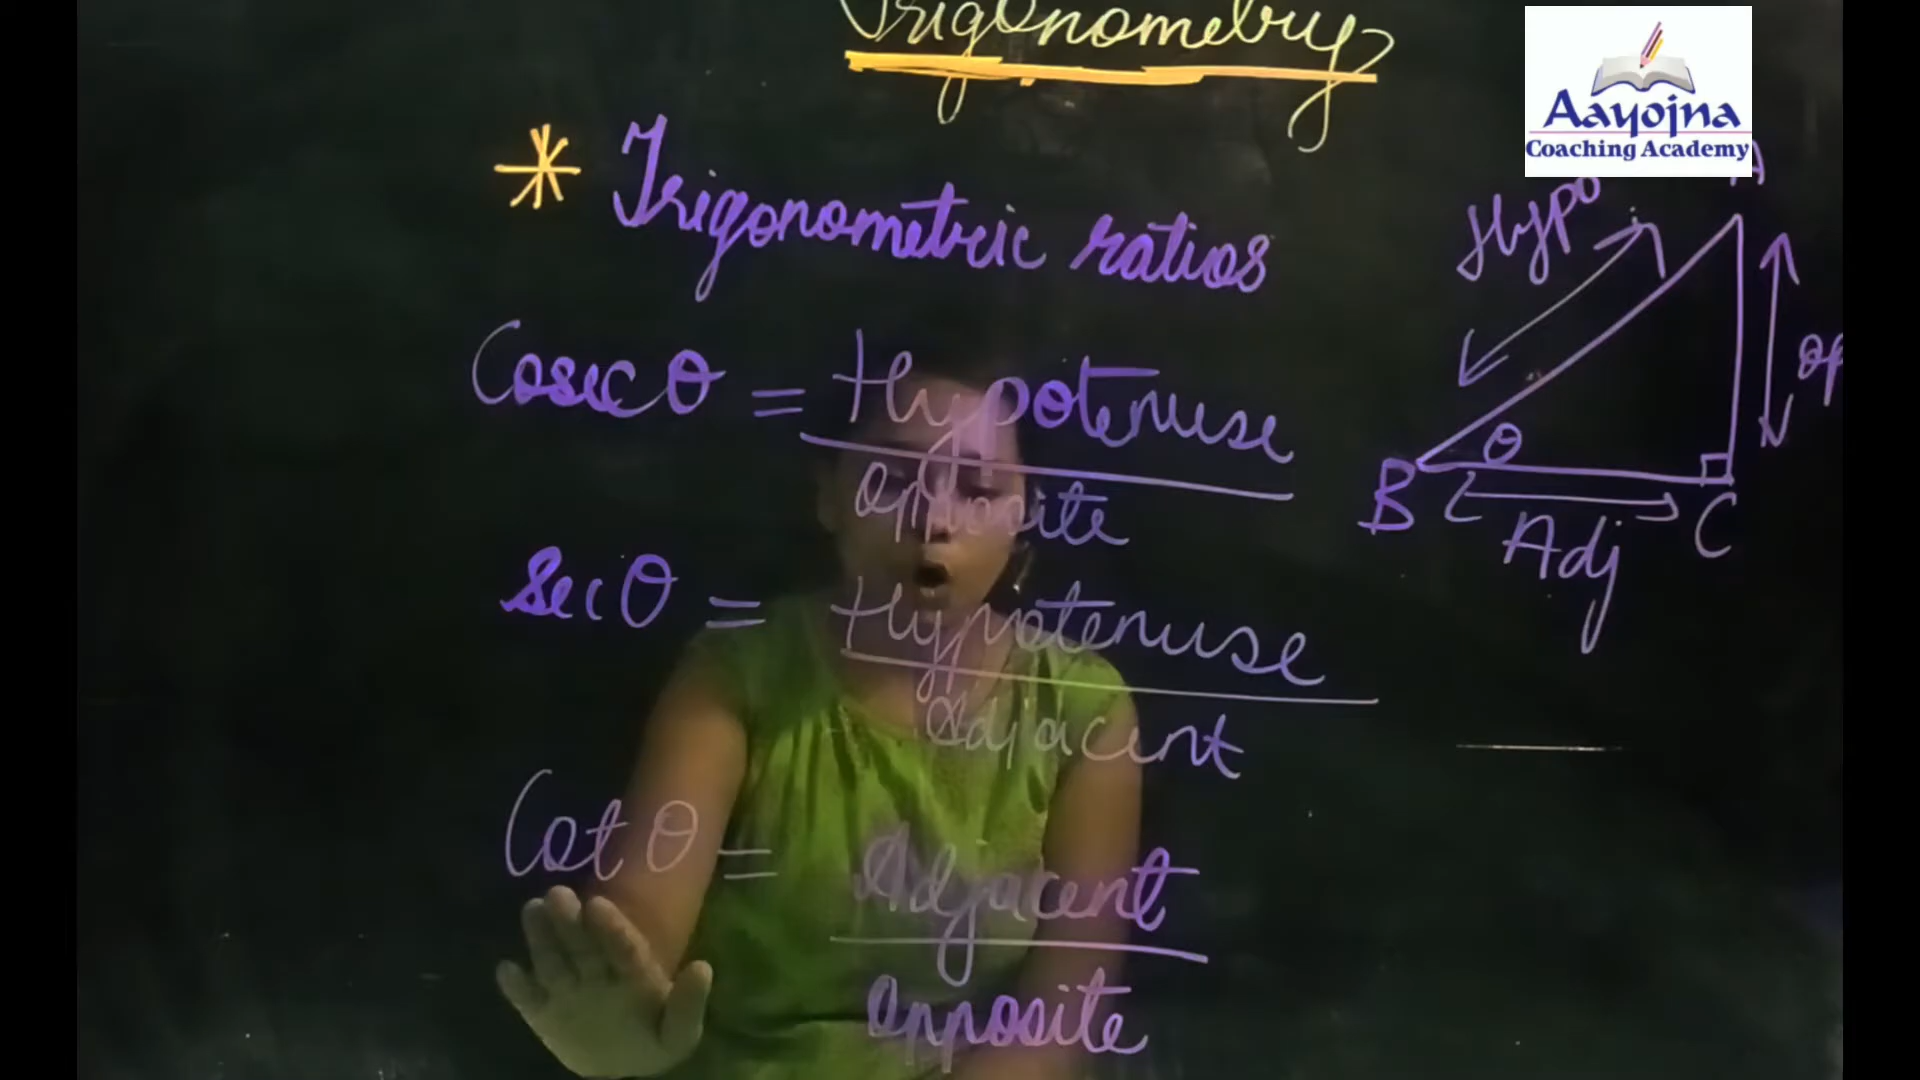 Trigonometry
Aayojna
Coaching Academy
* Trigonometric ratios
A
Hypo
Cosec θ = Hypotenuse
opposite
θ
B
C
Adj
Sec θ = Hypotenuse
Adjacent
Cot θ = Adjacent
opposite